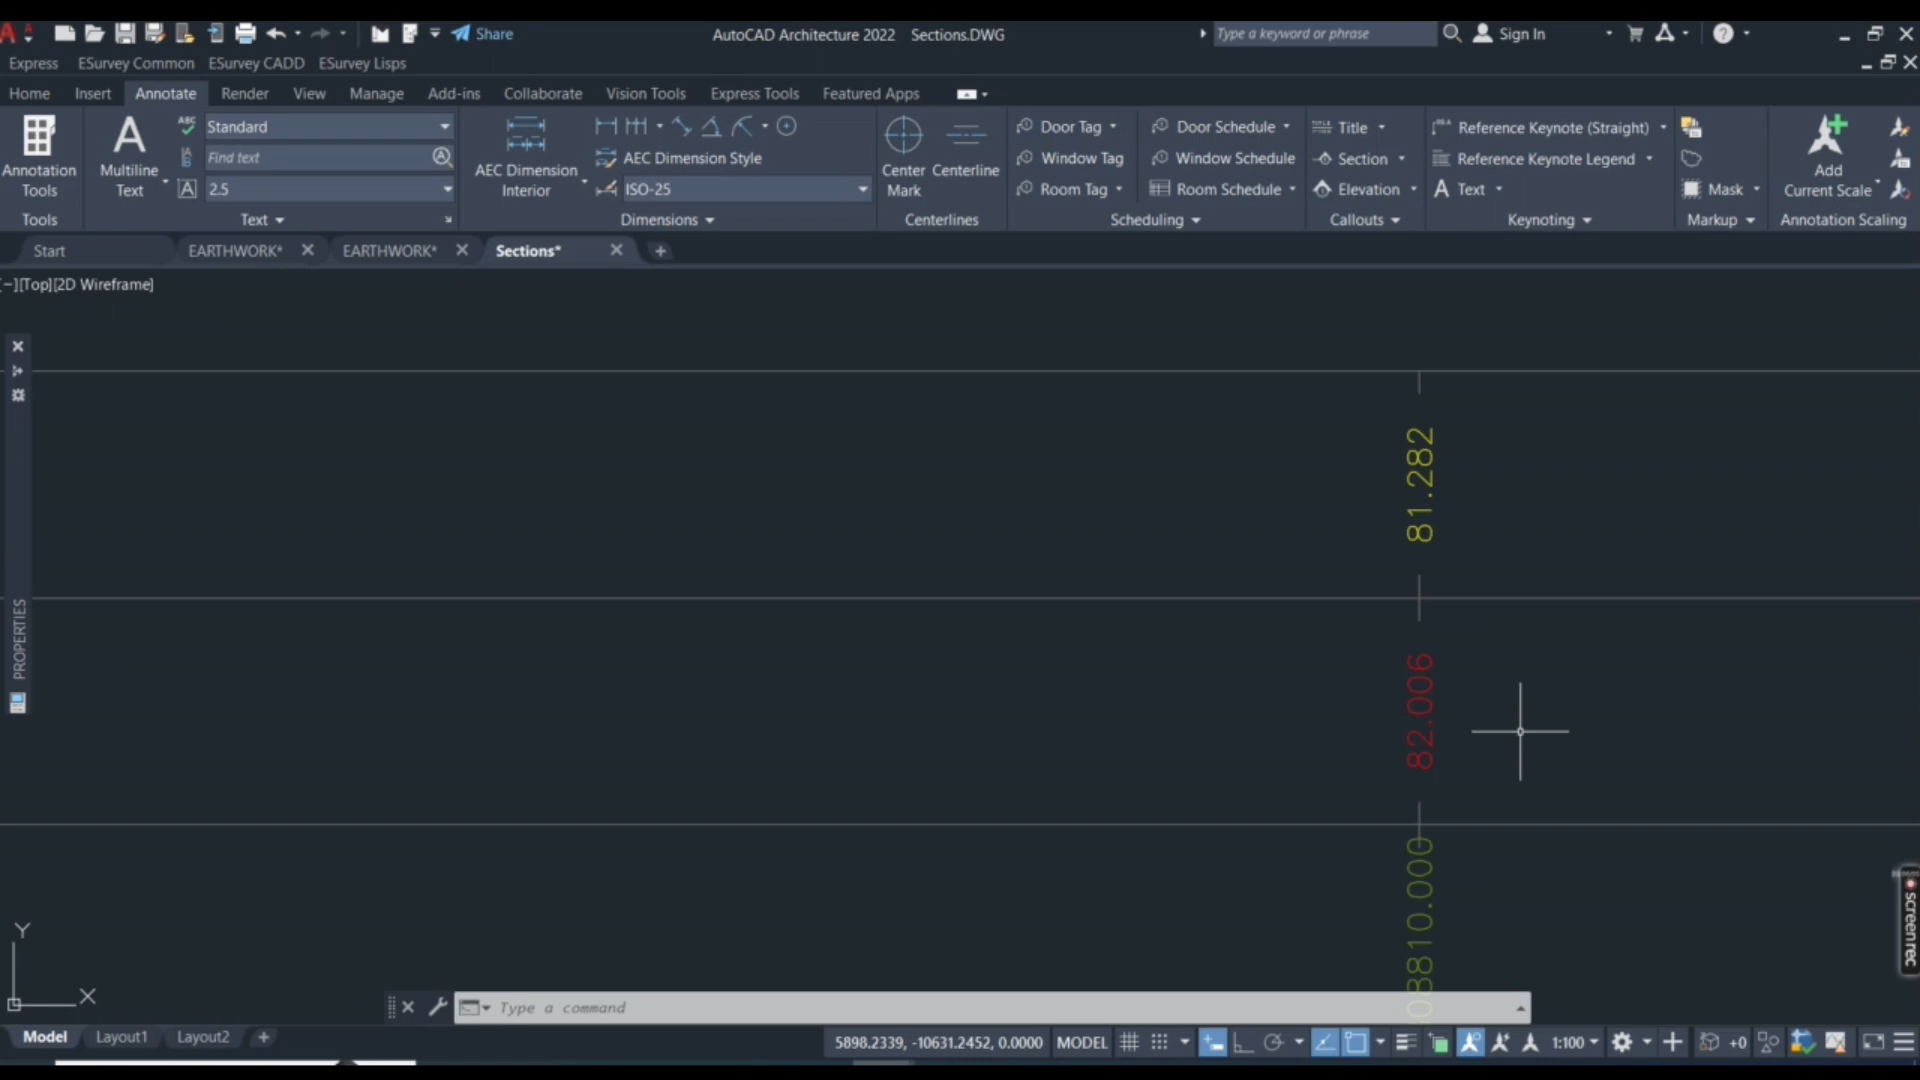 Share
AutoCAD Architecture 2022 Sections.DWG
Type a keyword or phrase
Sign In
Express ESurvey Common ESurvey CADD ESurvey Lisps
Home Insert Annotate Render View Manage Add-ins Collaborate Vision Tools Express Tools Featured Apps
Annotation Tools
Tools
Multiline Text
Standard
Find text
2.5
Text
AEC Dimension Interior
AEC Dimension Style
ISO-25
Dimensions
Center Mark
Centerline
Centerlines
Door Tag
Window Tag
Room Tag
Door Schedule
Window Schedule
Room Schedule
Scheduling
Title
Section
Elevation
Callouts
Reference Keynote (Straight)
Reference Keynote Legend
Text
Keynoting
Mask
Markup
Add Current Scale
Annotation Scaling
Start EARTHWORK* EARTHWORK* Sections*
[−][Top][2D Wireframe]
PROPERTIES
81.282
82.006
08810.000
screenrec
Y
X
Type a command
Model Layout1 Layout2
5898.2339, -10631.2452, 0.0000 MODEL 1:100 +0